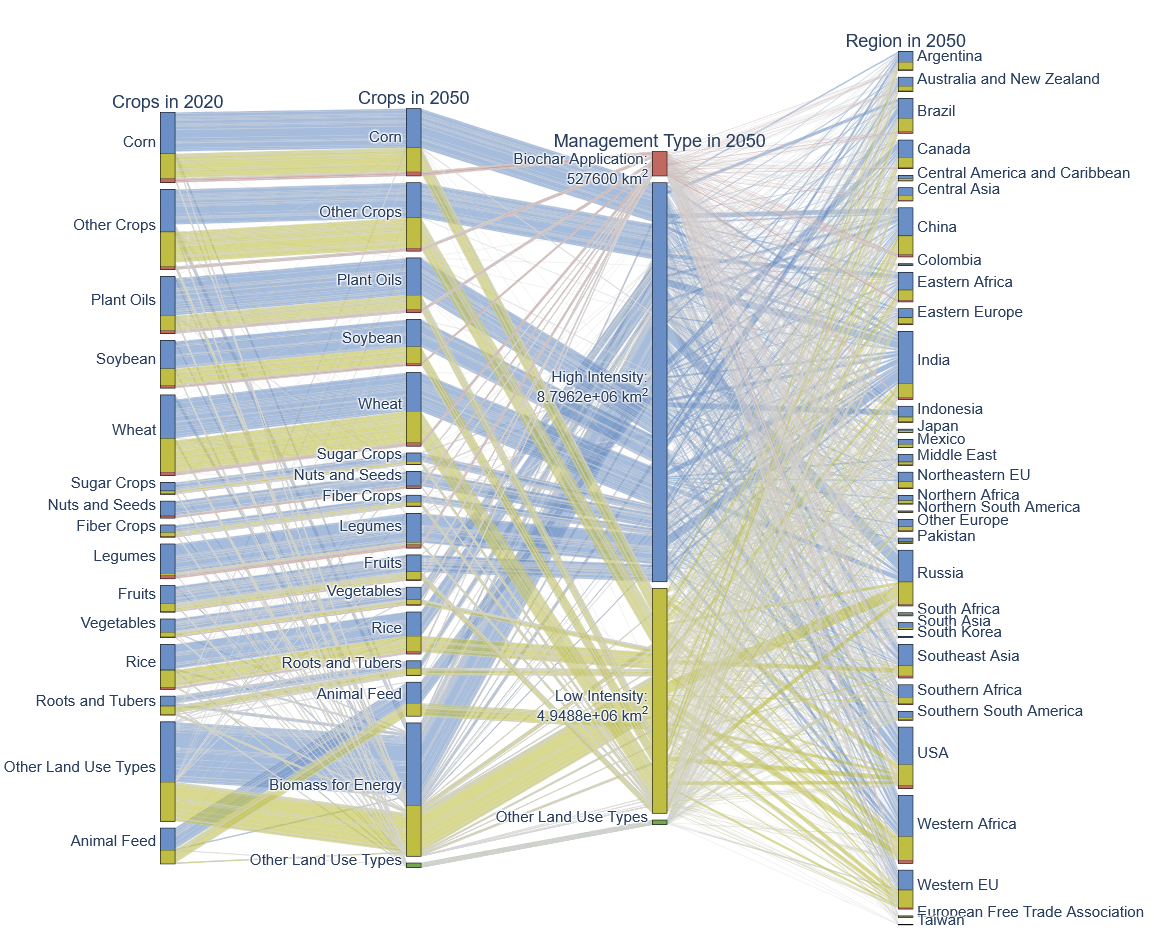 Crops in 2020
Corn
Other Crops
Plant Oils
Soybean
Wheat
Sugar Crops
Nuts and Seeds
Fiber Crops
Legumes
Fruits
Vegetables
Rice
Roots and Tubers
Other Land Use Types
Animal Feed
Crops in 2050
Corn
Other Crops
Plant Oils
Soybean
Wheat
Sugar Crops
Nuts and Seeds
Fiber Crops
Legumes
Fruits
Vegetables
Rice
Roots and Tubers
Animal Feed
Biomass for Energy
Other Land Use Types
Management Type in 2050
Biochar Application:
527600 km²
High Intensity:
8.7962e+06 km²
Low Intensity:
4.9488e+06 km²
Other Land Use Types
Region in 2050
Argentina
Australia and New Zealand
Brazil
Canada
Central America and Caribbean
Central Asia
China
Colombia
Eastern Africa
Eastern Europe
India
Indonesia
Japan
Mexico
Middle East
Northeastern EU
Northern Africa
Northern South America
Other Europe
Pakistan
Russia
South Africa
South Asia
South Korea
Southeast Asia
Southern Africa
Southern South America
USA
Western Africa
Western EU
European Free Trade Association
Taiwan